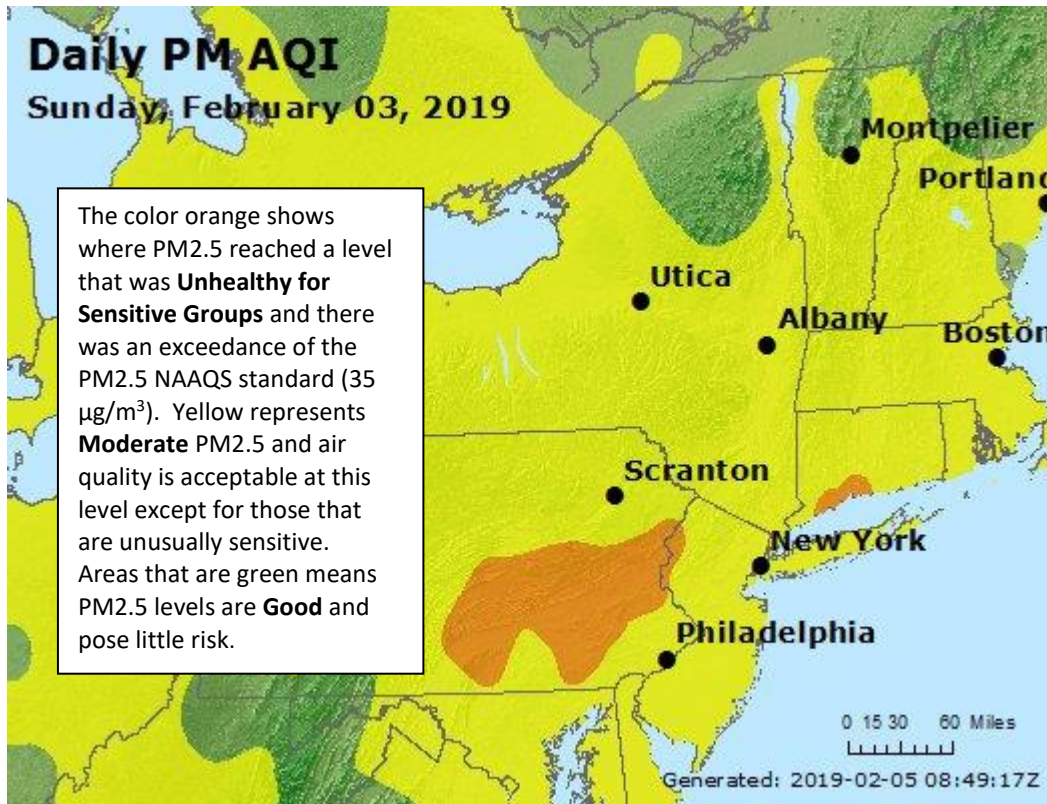 Daily PM AQI
Sunday, February 03, 2019
Montpelier
Portland
The color orange shows
where PM2.5 reached a level
that was Unhealthy for
Sensitive Groups and there
was an exceedance of the
PM2.5 NAAQS standard (35
µg/m³).  Yellow represents
Moderate PM2.5 and air
quality is acceptable at this
level except for those that
are unusually sensitive.
Areas that are green means
PM2.5 levels are Good and
pose little risk.
Utica
Albany
Boston
Scranton
New York
Philadelphia
0 15 30 60 Miles
Generated: 2019-02-05 08:49:17Z